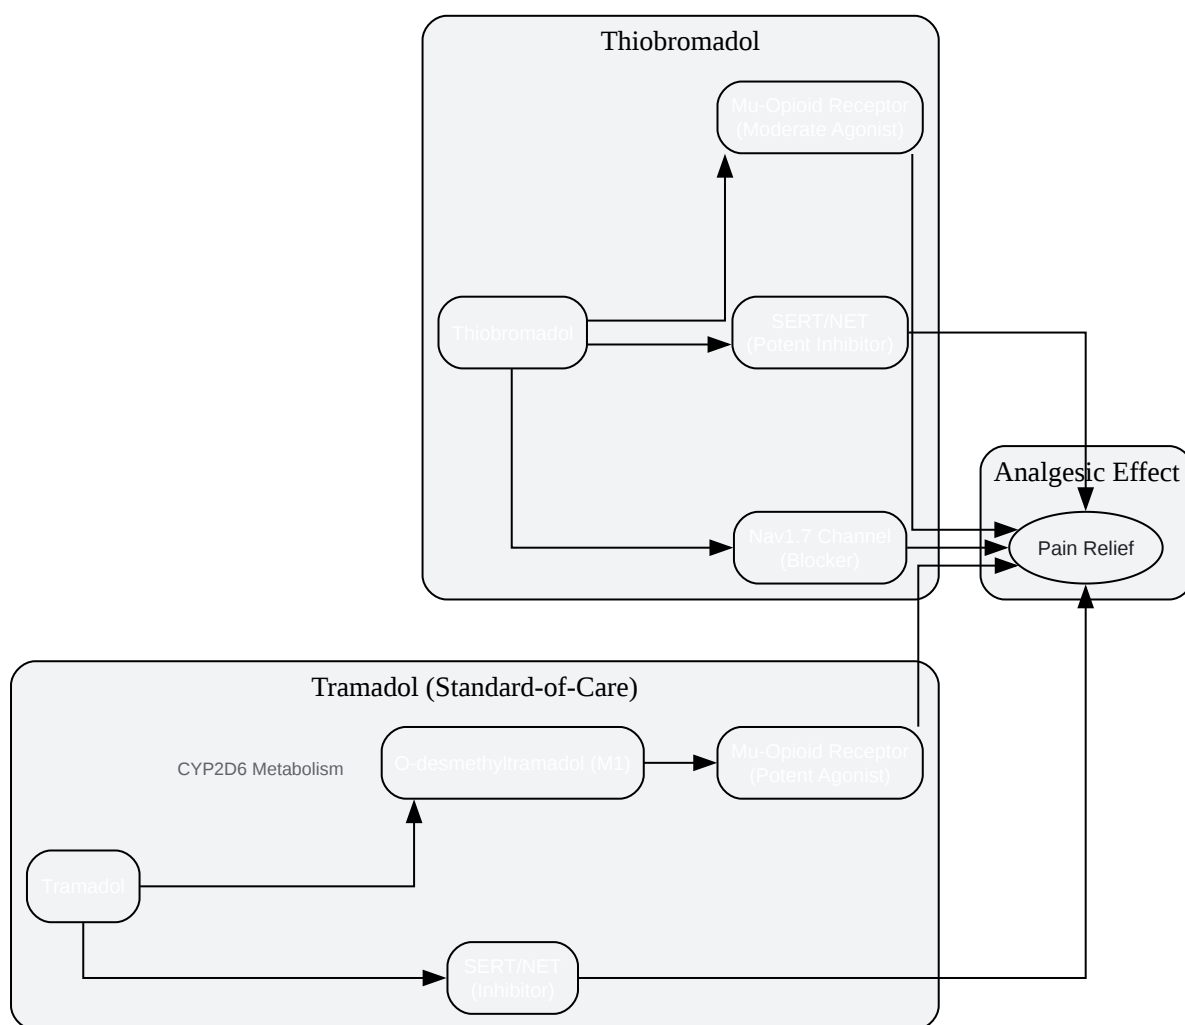 Thiobromadol
Mu-Opioid Receptor
(Moderate Agonist)
Thiobromadol
SERT/NET
(Potent Inhibitor)
Nav1.7 Channel
(Blocker)
Analgesic Effect
Pain Relief
Tramadol (Standard-of-Care)
CYP2D6 Metabolism
O-desmethyltramadol (M1)
Mu-Opioid Receptor
(Potent Agonist)
Tramadol
SERT/NET
(Inhibitor)